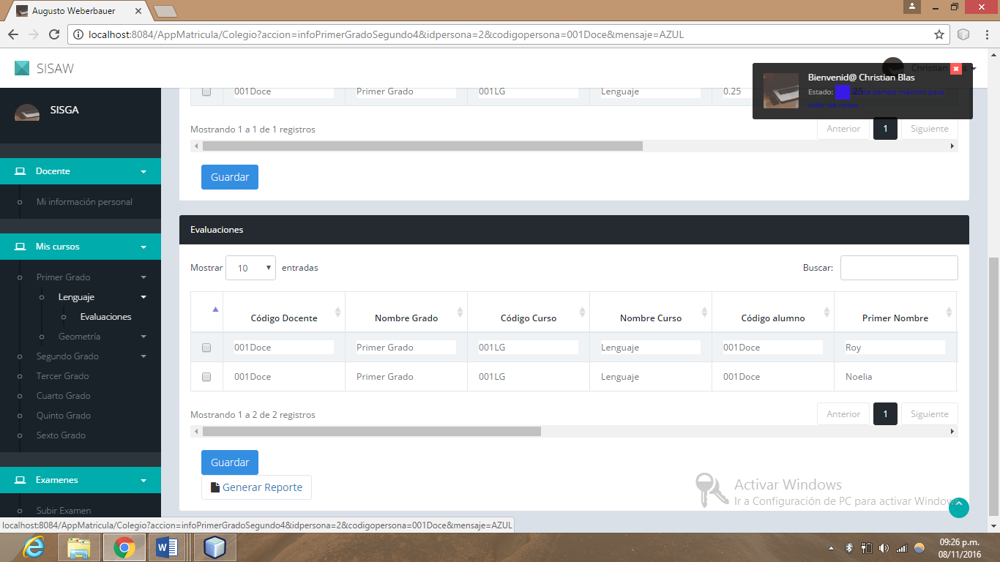 Augusto Weberbauer
localhost:8084/AppMatricula/Colegio?accion=infoPrimerGradoSegundo4&idpersona=2&codigopersona=001Doce&mensaje=AZUL
SISAW
Christian
Bienvenid@ Christian Blas
Estado: tiempo maximo para
subir las notas
SISGA
Docente
Mi información personal
Mis cursos
Primer Grado
Lenguaje
Evaluaciones
Geometría
Segundo Grado
Tercer Grado
Cuarto Grado
Quinto Grado
Sexto Grado
Examenes
Subir Examen
001Doce Primer Grado 001LG Lenguaje 0.25
Mostrando 1 a 1 de 1 registros
Anterior 1 Siguiente
Guardar
Evaluaciones
Mostrar 10 entradas Buscar:
Código Docente Nombre Grado Código Curso Nombre Curso Código alumno Primer Nombre
001Doce Primer Grado 001LG Lenguaje 001Doce Roy
001Doce Primer Grado 001LG Lenguaje 001Doce Noelia
Mostrando 1 a 2 de 2 registros
Anterior 1 Siguiente
Guardar
Generar Reporte
Activar Windows
Ir a Configuración de PC para activar Windows
localhost:8084/AppMatricula/Colegio?accion=infoPrimerGradoSegundo4&idpersona=2&codigopersona=001Doce&mensaje=AZUL
09:26 p.m.
08/11/2016